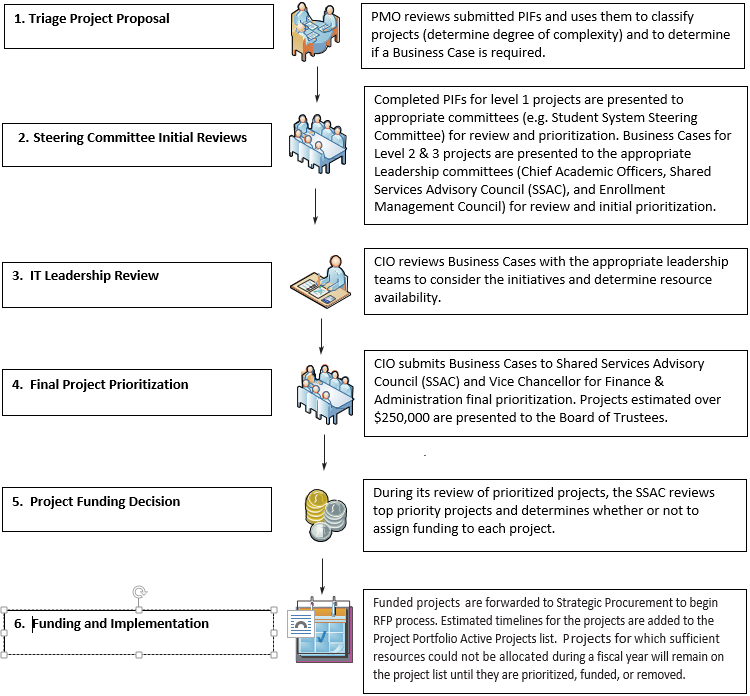 1. Triage Project Proposal
PMO reviews submitted PIFs and uses them to classify
projects (determine degree of complexity) and to determine
if a Business Case is required.
2. Steering Committee Initial Reviews
Completed PIFs for level 1 projects are presented to
appropriate committees (e.g. Student System Steering
Committee) for review and prioritization. Business Cases for
Level 2 & 3 projects are presented to the appropriate
Leadership committees (Chief Academic Officers, Shared
Services Advisory Council (SSAC), and Enrollment
Management Council) for review and initial prioritization.
3. IT Leadership Review
CIO reviews Business Cases with the appropriate leadership
teams to consider the initiatives and determine resource
availability.
4. Final Project Prioritization
CIO submits Business Cases to Shared Services Advisory
Council (SSAC) and Vice Chancellor for Finance &
Administration final prioritization. Projects estimated over
$250,000 are presented to the Board of Trustees.
5. Project Funding Decision
During its review of prioritized projects, the SSAC reviews
top priority projects and determines whether or not to
assign funding to each project.
6. Funding and Implementation
Funded projects are forwarded to Strategic Procurement to begin
RFP process. Estimated timelines for the projects are added to the
Project Portfolio Active Projects list. Projects for which sufficient
resources could not be allocated during a fiscal year will remain on
the project list until they are prioritized, funded, or removed.